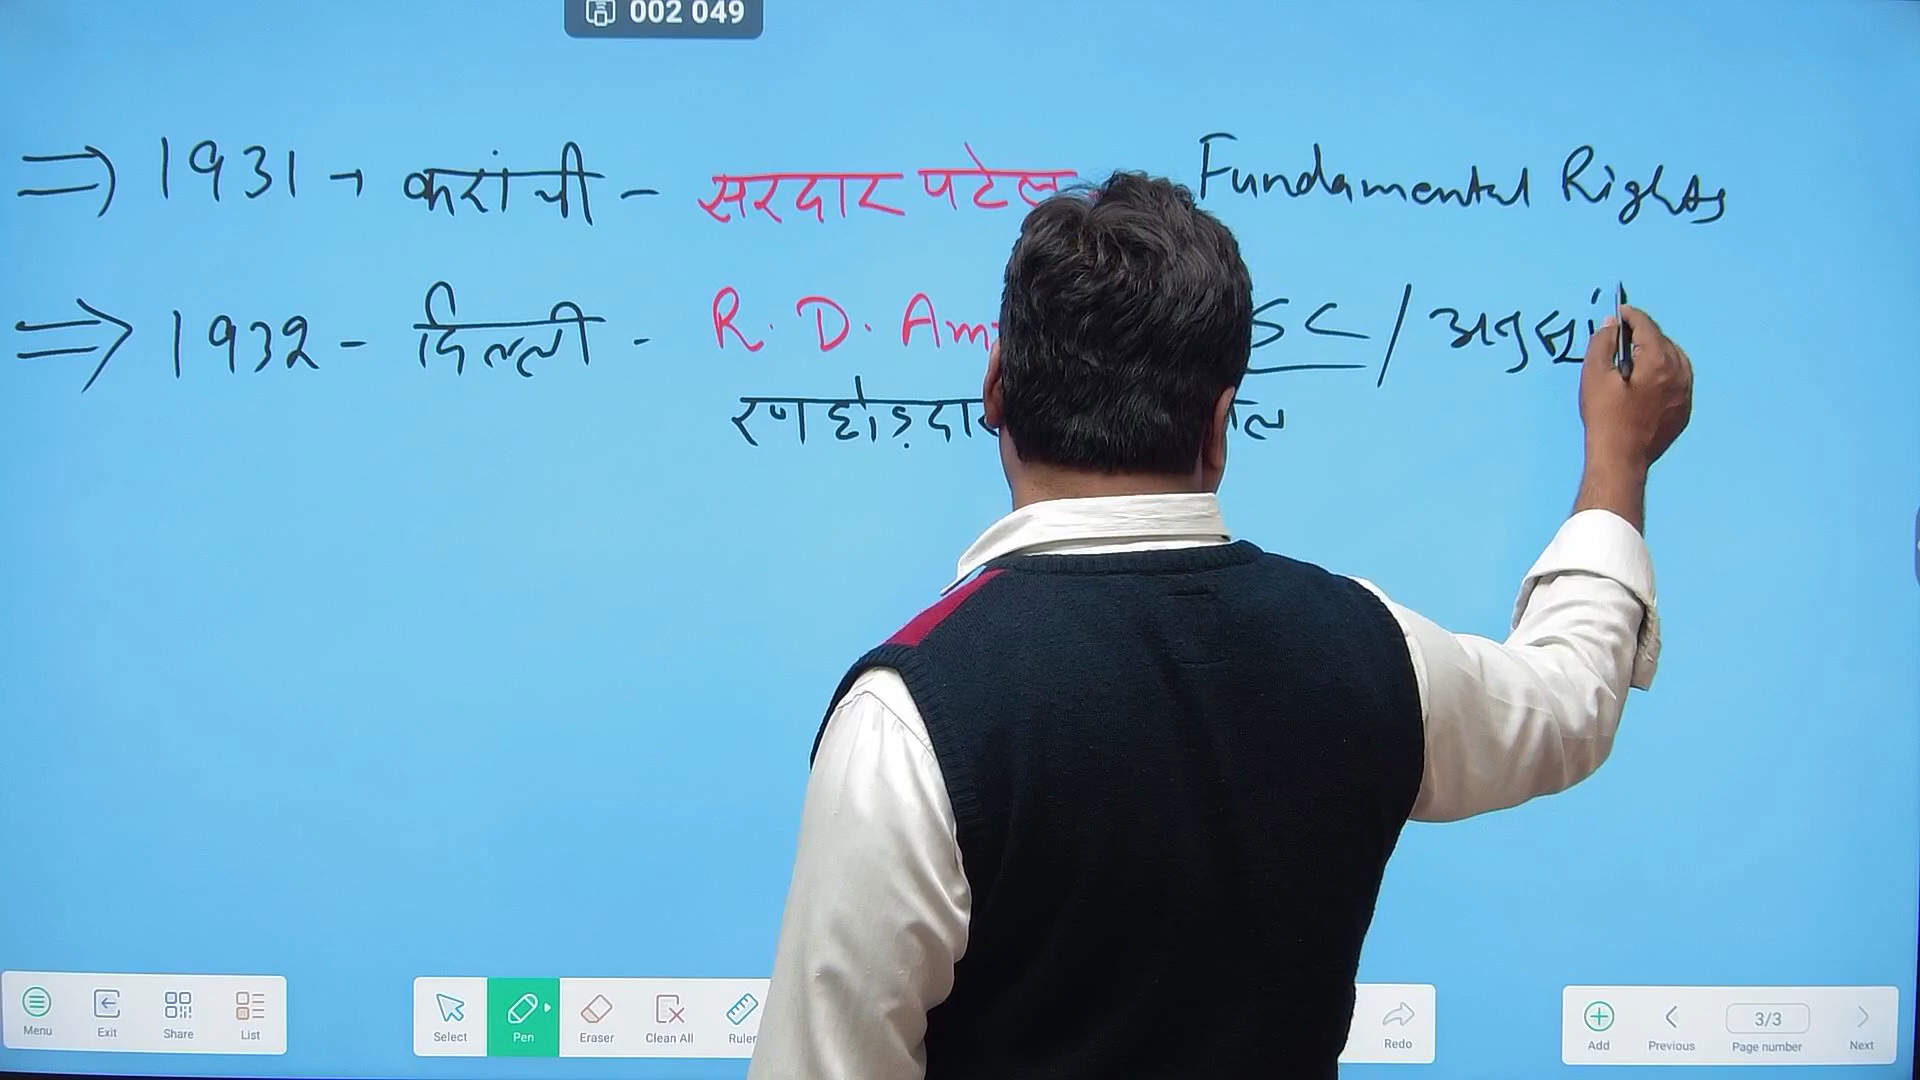 002 049
⇒ 1931 → करांची - सरदार पटेल Fundamental Rights
⇒ 1932 - दिल्ली - R. D. Am SC /
रणछोड़दा
Menu Exit Share List Select Pen Eraser Clean All Ruler Redo Add Previous 3/3 Page number Next